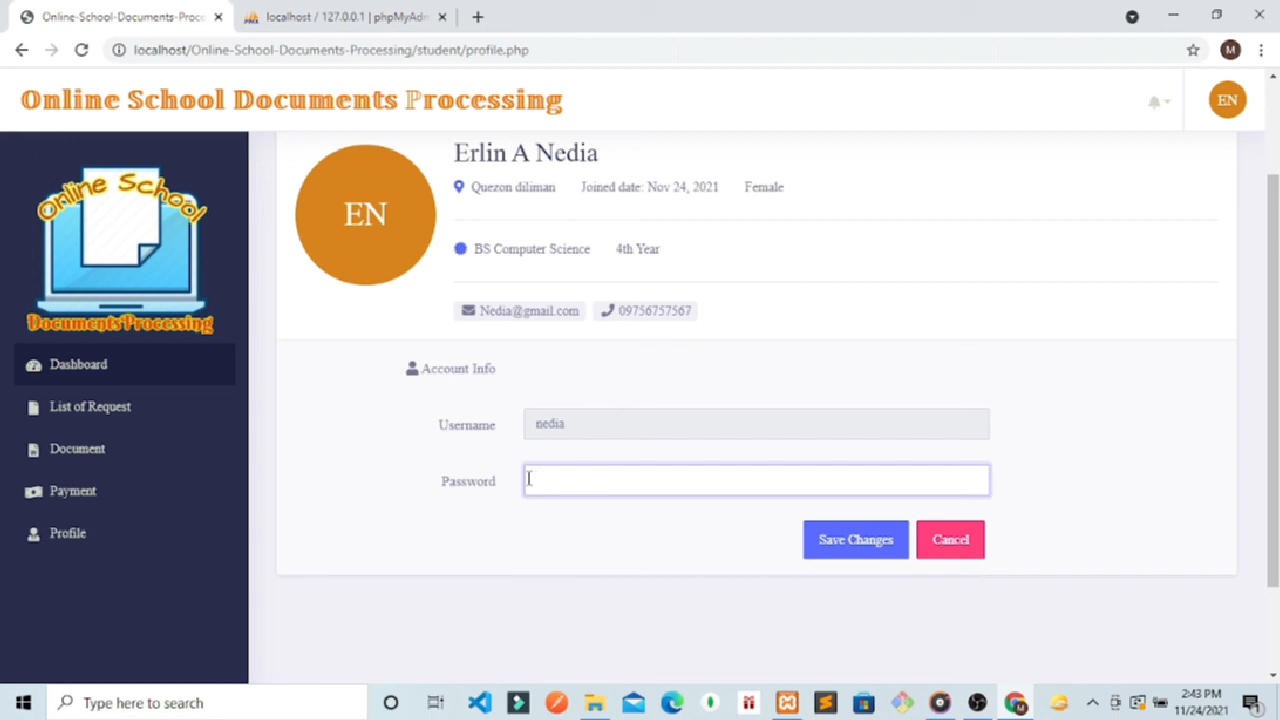 Online-School-Documents-Proce
localhost / 127.0.0.1 | phpMyAdm
localhost/Online-School-Documents-Processing/student/profile.php
M
Online School Documents Processing
EN
Online School
DocumentsProcessing
Dashboard
List of Request
Document
Payment
Profile
EN
Erlin A Nedia
Quezon diliman Joined date: Nov 24, 2021 Female
BS Computer Science 4th Year
Nedia@gmail.com 09756757567
Account Info
Username nedia
Password
Save Changes Cancel
Type here to search
2:43 PM
11/24/2021